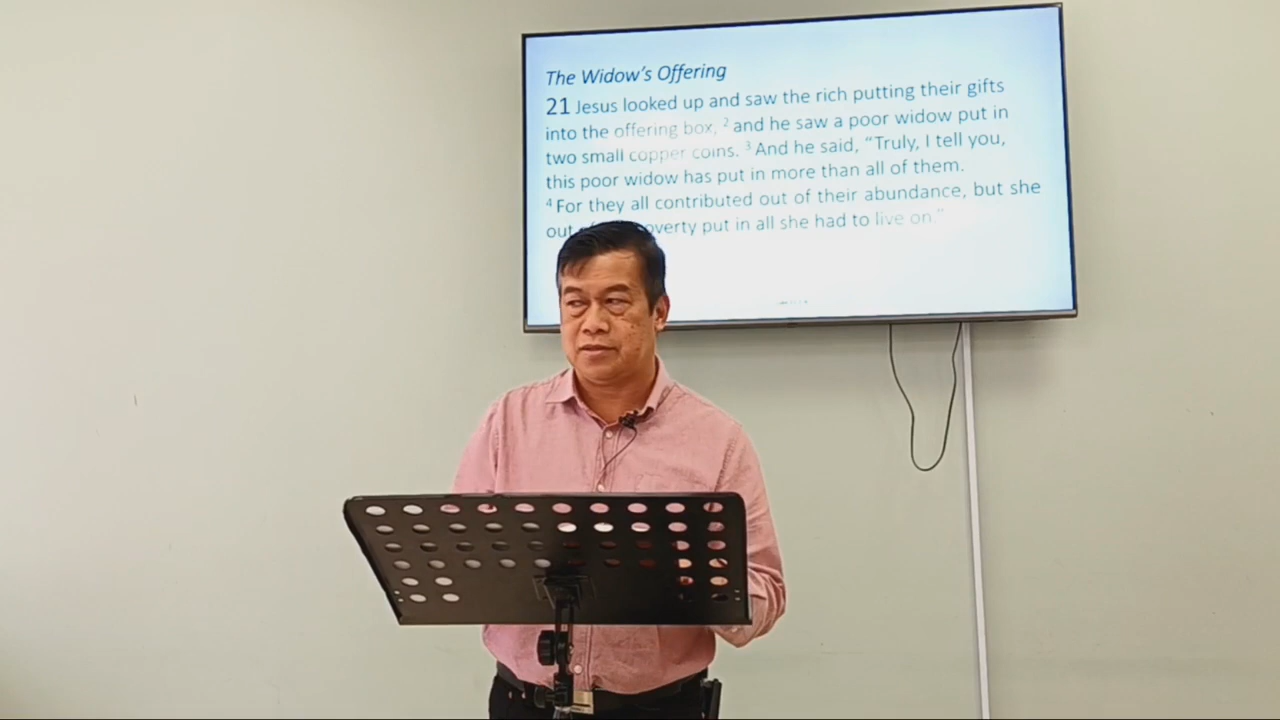 The Widow's Offering
21 Jesus looked up and saw the rich putting their gifts
into the offering box, 2 and he saw a poor widow put in
two small copper coins. 3 And he said, “Truly, I tell you,
this poor widow has put in more than all of them.
4 For they all contributed out of their abundance, but she
out overty put in all she had to live on.”